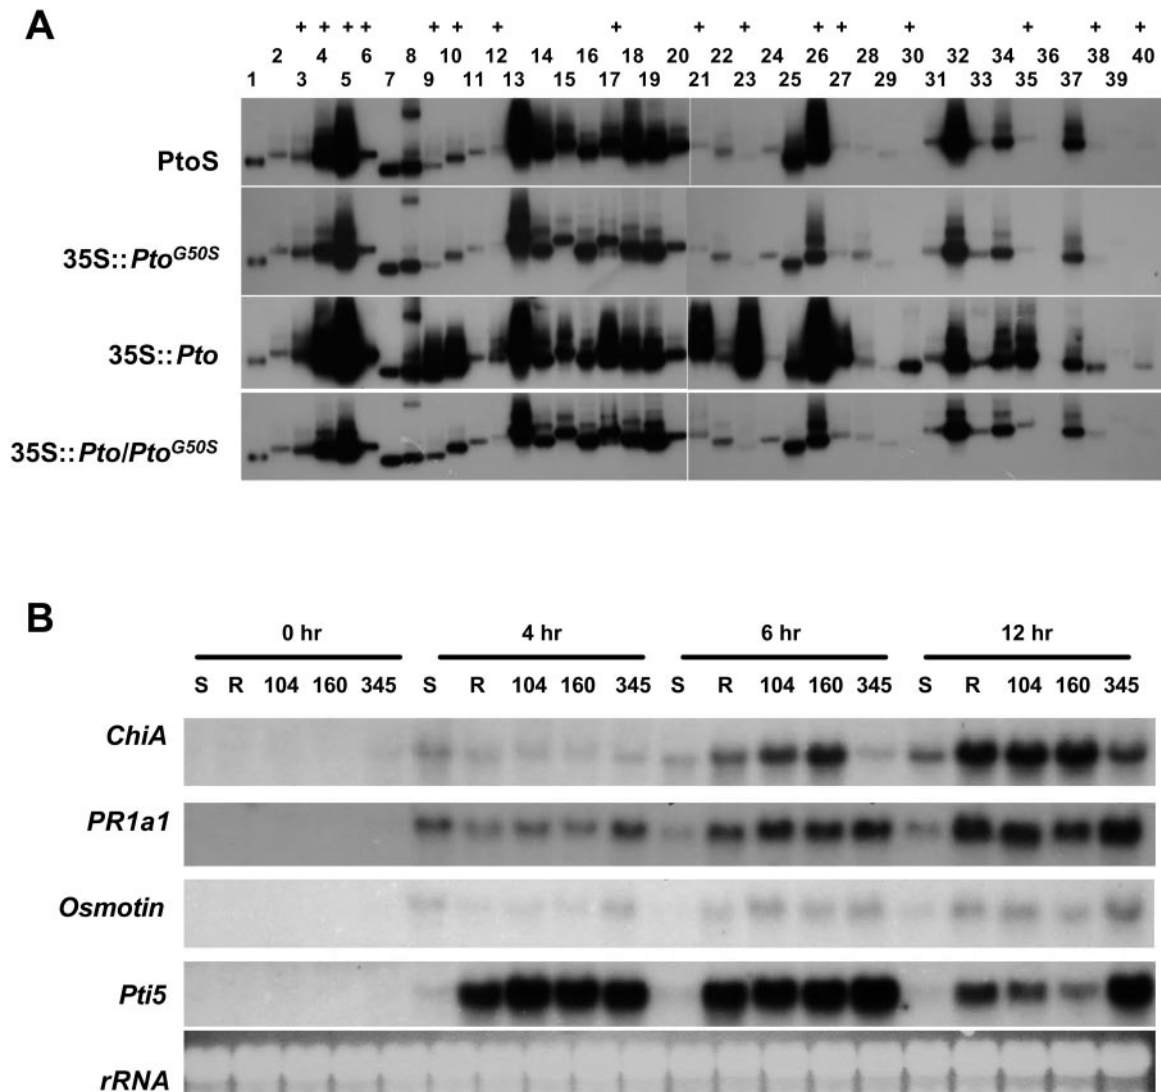 A
+ + + + + + + + + + + + + + + +
2 4 6 8 10 12 14 16 18 20 22 24 26 28 30 32 34 36 38 40
1 3 5 7 9 11 13 15 17 19 21 23 25 27 29 31 33 35 37 39
PtoS
35S::Pto^G50S
35S::Pto
35S::Pto/Pto^G50S
B
0 hr 4 hr 6 hr 12 hr
S R 104 160 345 S R 104 160 345 S R 104 160 345 S R 104 160 345
ChiA
PR1a1
Osmotin
Pti5
rRNA